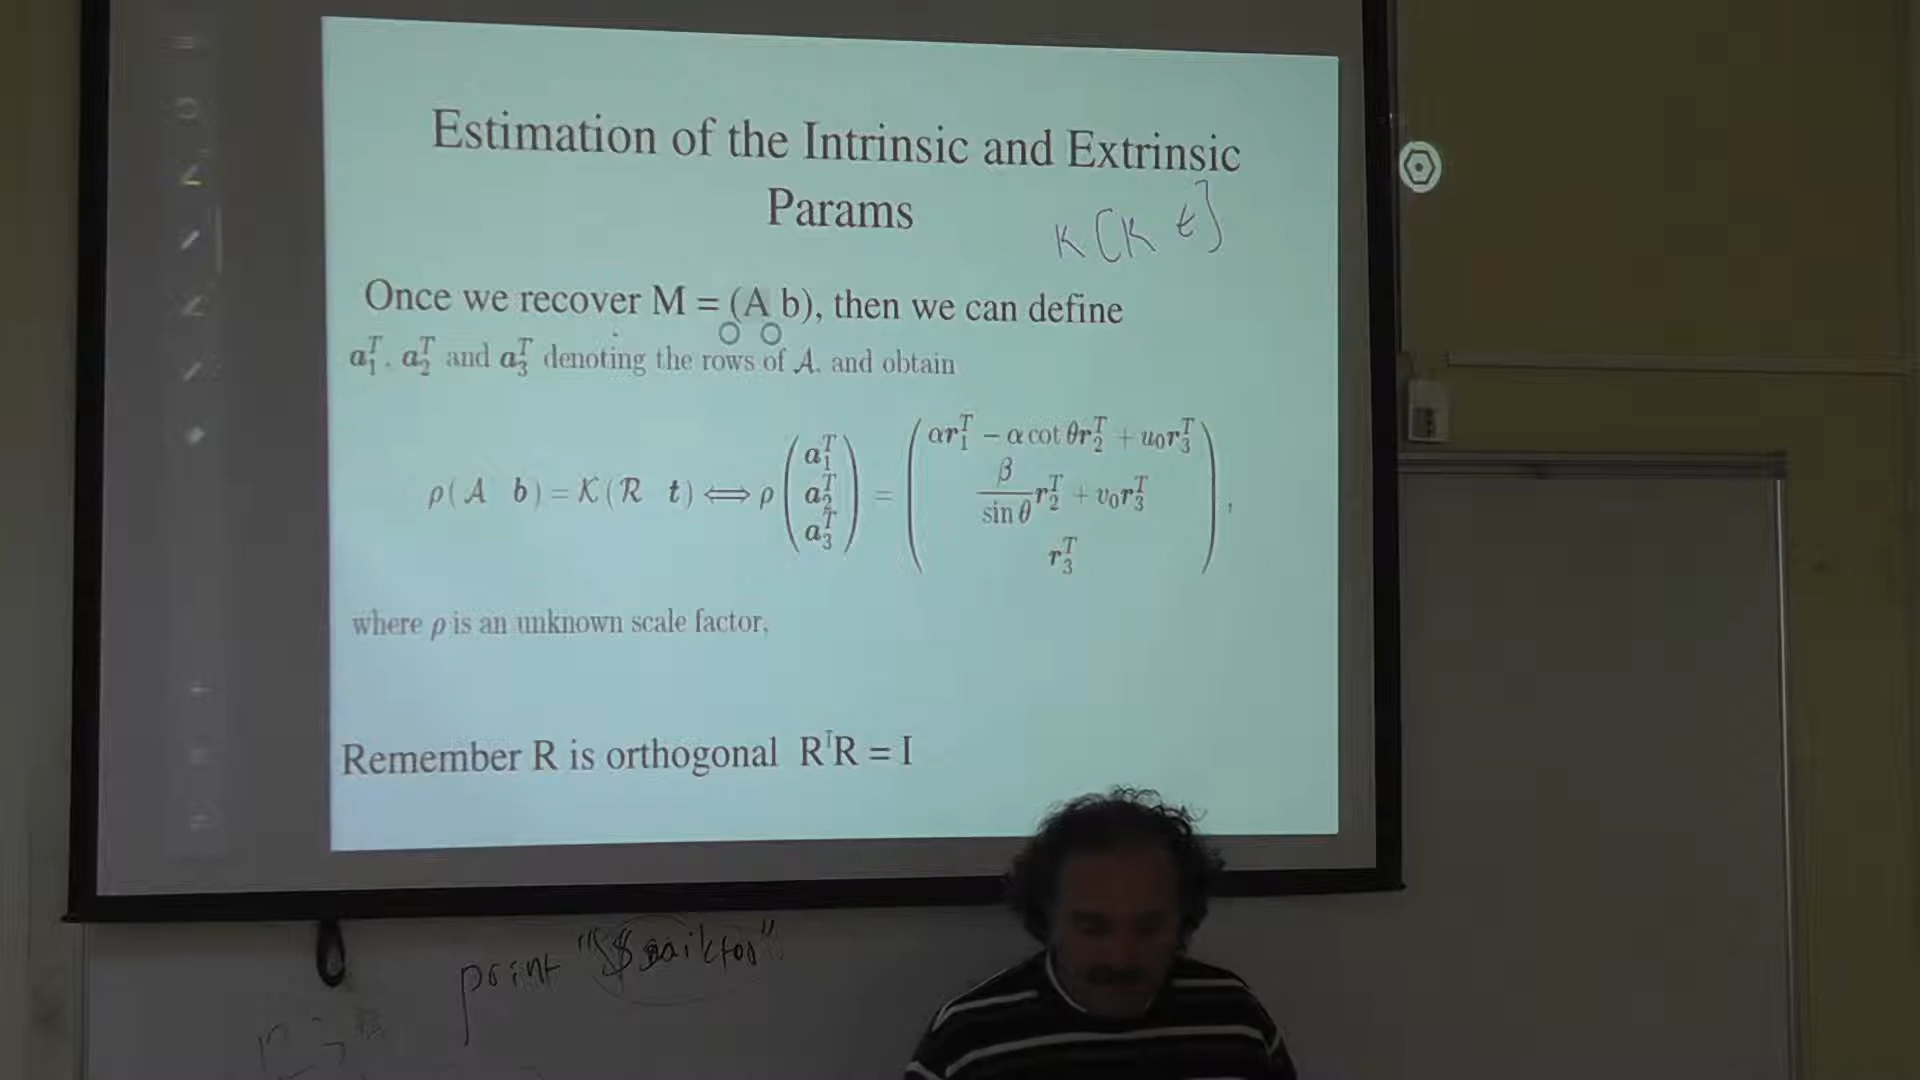 Estimation of the Intrinsic and Extrinsic
Params
K [K t]
Once we recover M = (A b), then we can define
a₁ᵀ, a₂ᵀ and a₃ᵀ denoting the rows of A, and obtain
ρ(A b) = K(R t) ⟺ ρ (a₁ᵀ a₂ᵀ a₃ᵀ) = (αr₁ᵀ − α cot θr₂ᵀ + u₀r₃ᵀ
β/sin θ r₂ᵀ + v₀r₃ᵀ
r₃ᵀ),
where ρ is an unknown scale factor,
Remember R is orthogonal RᵀR = I
print